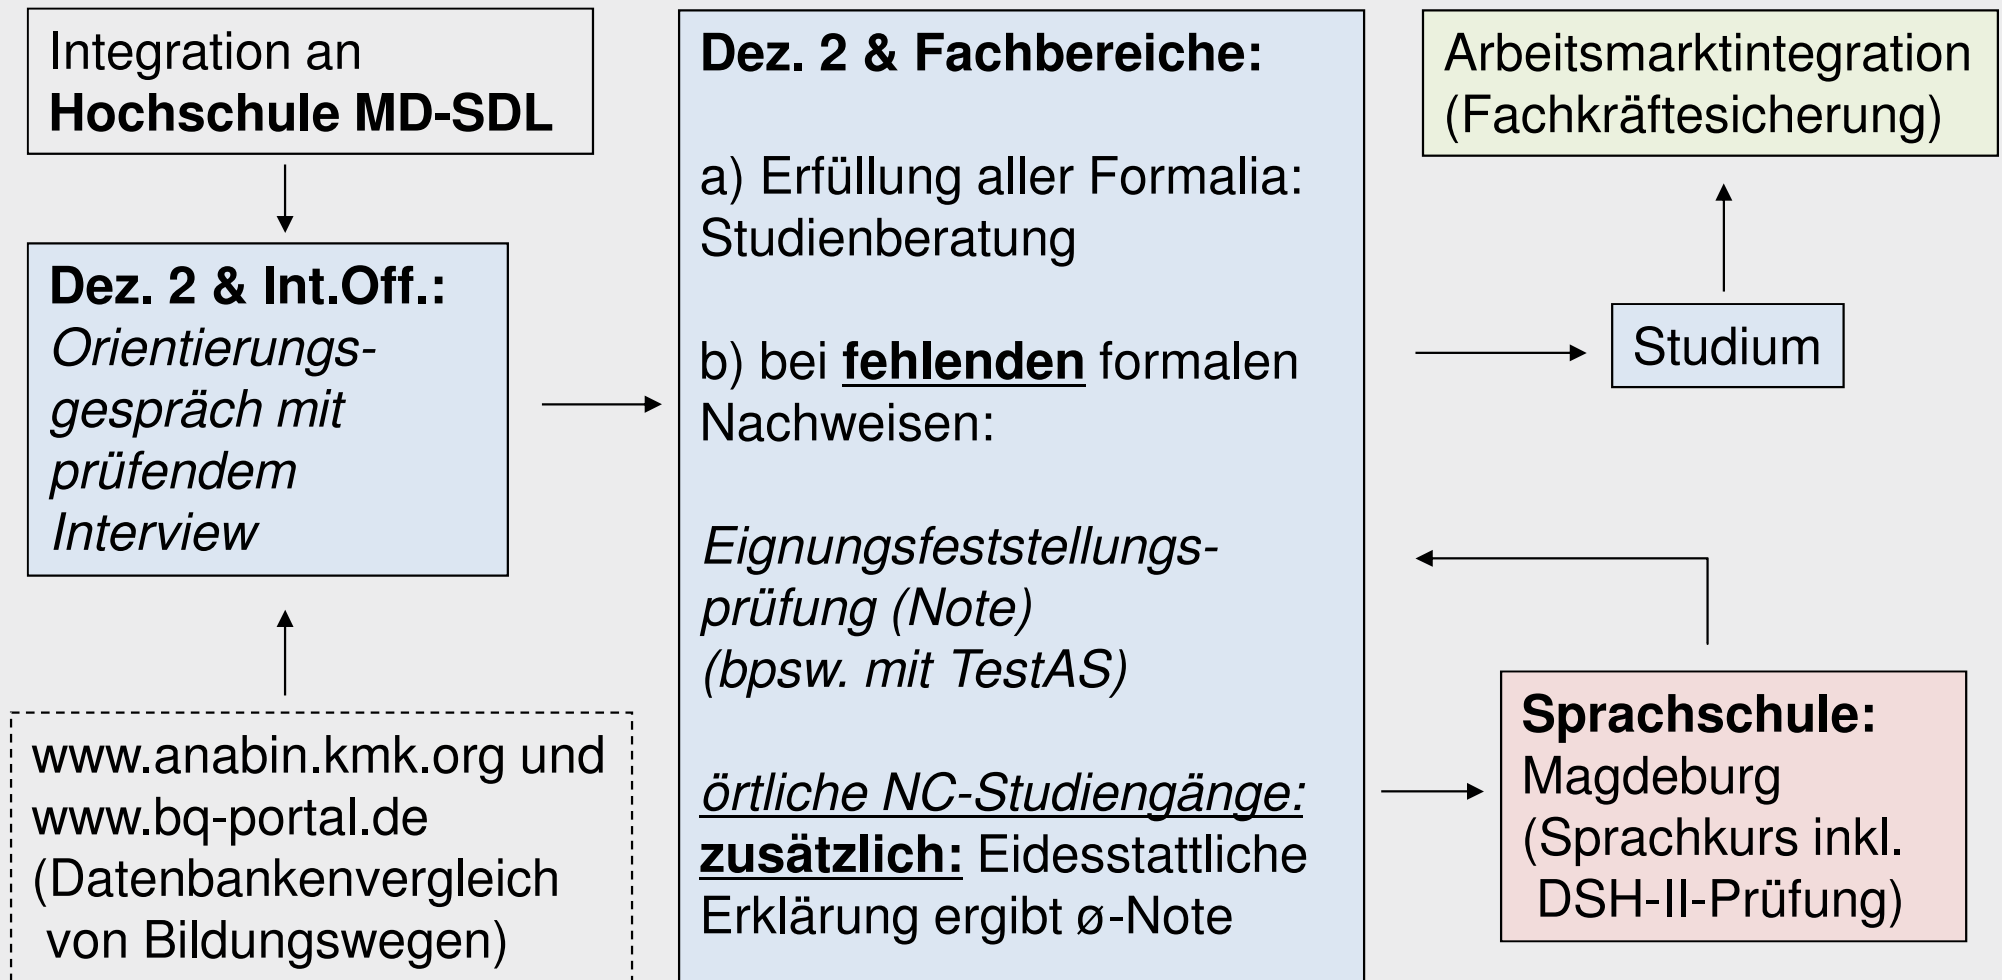 Integration an
Hochschule MD-SDL
Dez. 2 & Int.Off.:
Orientierungs-
gespräch mit
prüfendem
Interview
www.anabin.kmk.org und
www.bq-portal.de
(Datenbankenvergleich
von Bildungswegen)
Dez. 2 & Fachbereiche:
a) Erfüllung aller Formalia:
Studienberatung
b) bei fehlenden formalen
Nachweisen:
Eignungsfeststellungs-
prüfung (Note)
(bpsw. mit TestAS)
örtliche NC-Studiengänge:
zusätzlich: Eidesstattliche
Erklärung ergibt ø-Note
Arbeitsmarktintegration
(Fachkräftesicherung)
Studium
Sprachschule:
Magdeburg
(Sprachkurs inkl.
DSH-II-Prüfung)